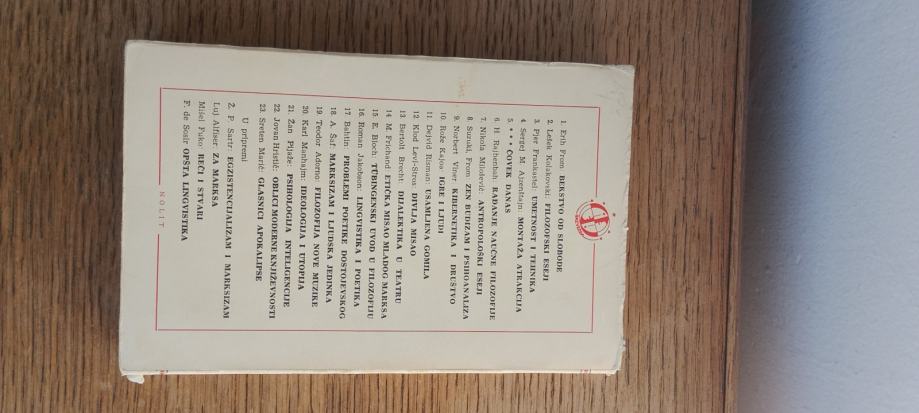 1. Erih From BEKSTVO OD SLOBODE
2. Lešek Kolakovski FILOZOFSKI ESEJI
3. Pjer Frankastel: UMETNOST I TEHNIKA
4. Sergej M. Ajzenštajn: MONTAŽA ATRAKCIJA
5. * * * ČOVEK DANAS
6. H Rajhenbah: RAĐANJE NAUČNE FILOZOFIJE
7. Nikola Milošević: ANTROPOLOŠKI ESEJI
8. Suzuki, From ZEN BUDIZAM I PSIHOANALIZA
9. Norbert Viner KIBERNETIKA I DRUŠTVO
10. Rože Kajoa: IGRE I LJUDI
11 Dejvid Risman: USAMLJENA GOMILA
12. Klod Levi-Stros: DIVLJA MISAO
13 Bertolt Breht: DIJALEKTIKA U TEATRU
14 M. Prichand ETIČKA MISAO MLADOG MARKSA
15. E. Bloch. TÜBINGENSKI UVOD U FILOZOFIJU
16. Roman Jakobson: LINGVISTIKA I POETIKA
17 Bahtin: PROBLEMI POETIKE DOSTOJEVSKOG
18. A Šaf: MARKSIZAM I LJUDSKA JEDINKA
19 Teodor Adorno: FILOZOFIJA NOVE MUZIKE
20. Karl Manhajm: IDEOLOGIJA I UTOPIJA
21. Žan Pijaže: PSIHOLOGIJA INTELIGENCIJE
22 Jovan Hristić: OBLICI MODERNE KNJIŽEVNOSTI
23. Sreten Marić: GLASNICI APOKALIPSE
U pripremi
Ž. P. Sartr: EGZISTENCIJALIZAM I MARKSIZAM
Luj Altiser: ZA MARKSA
Mišel Fuko: REČI I STVARI
F. de Sosir OPŠTA LINGVISTIKA
NOLIT